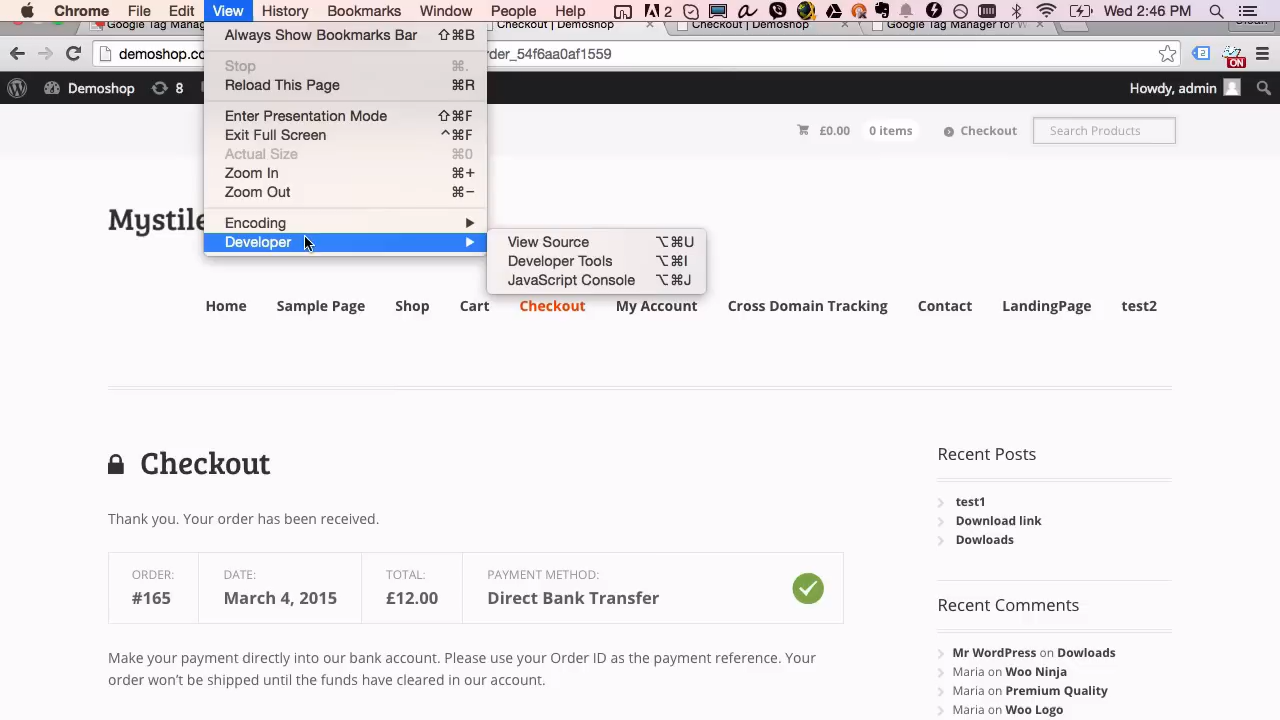 Chrome File Edit View History Bookmarks Window People Help 2 Wed 2:46 PM
Google Tag Manag Checkout | Demoshop Checkout | Demoshop Google Tag Manager for
demoshop.co rder_54f6aa0af1559 2 ON
Demoshop 8 Howdy, admin
Always Show Bookmarks Bar ⇧⌘B
Stop ⌘.
Reload This Page ⌘R
Enter Presentation Mode ⇧⌘F
Exit Full Screen ^⌘F
Actual Size ⌘0
Zoom In ⌘+
Zoom Out ⌘−
Encoding ▶
Developer ▶
View Source ⌥⌘U
Developer Tools ⌥⌘I
JavaScript Console ⌥⌘J
£0.00 0 items Checkout Search Products
Mystile
Home Sample Page Shop Cart Checkout My Account Cross Domain Tracking Contact LandingPage test2
Checkout
Thank you. Your order has been received.
ORDER: DATE: TOTAL: PAYMENT METHOD:
#165 March 4, 2015 £12.00 Direct Bank Transfer
Make your payment directly into our bank account. Please use your Order ID as the payment reference. Your
order won't be shipped until the funds have cleared in our account.
Recent Posts
test1
Download link
Dowloads
Recent Comments
Mr WordPress on Dowloads
Maria on Woo Ninja
Maria on Premium Quality
Maria on Woo Logo